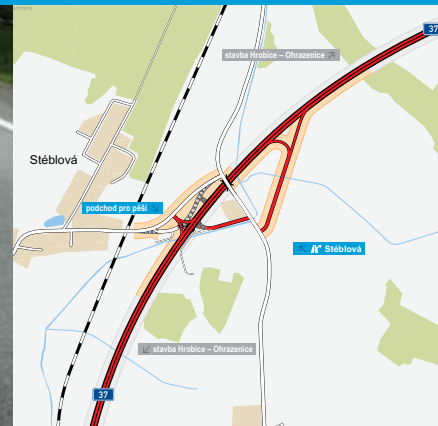 37
stavba Hrobice – Ohrazenice
Stéblová
podchod pro pěší
Stéblová
stavba Hrobice – Ohrazenice
37